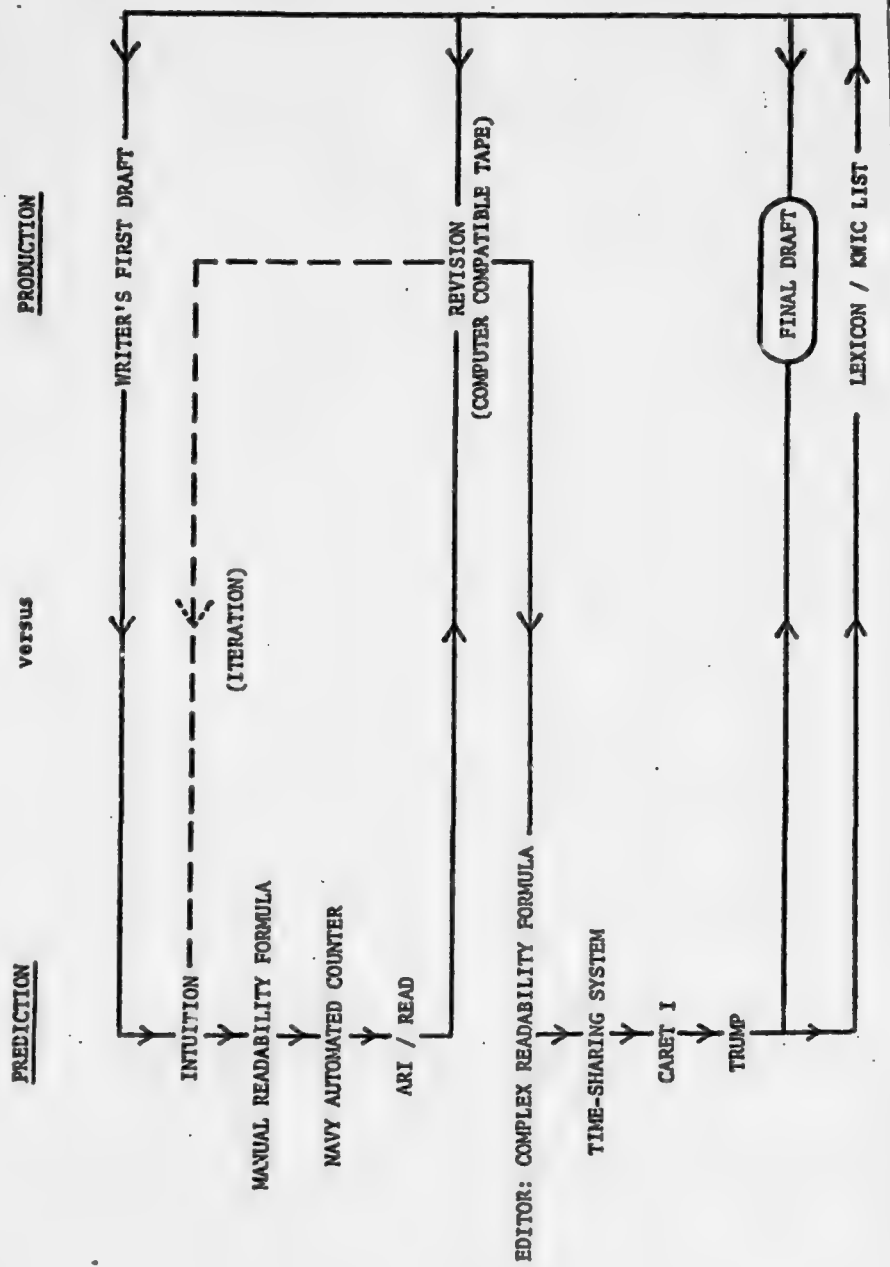 PREDICTION
versus
PRODUCTION
WRITER'S FIRST DRAFT
INTUITION
(ITERATION)
MANUAL READABILITY FORMULA
NAVY AUTOMATED COUNTER
ARI / READ
REVISION
(COMPUTER COMPATIBLE TAPE)
EDITOR: COMPLEX READABILITY FORMULA
TIME-SHARING SYSTEM
CARET I
TRUMP
FINAL DRAFT
LEXICON / KWIC LIST